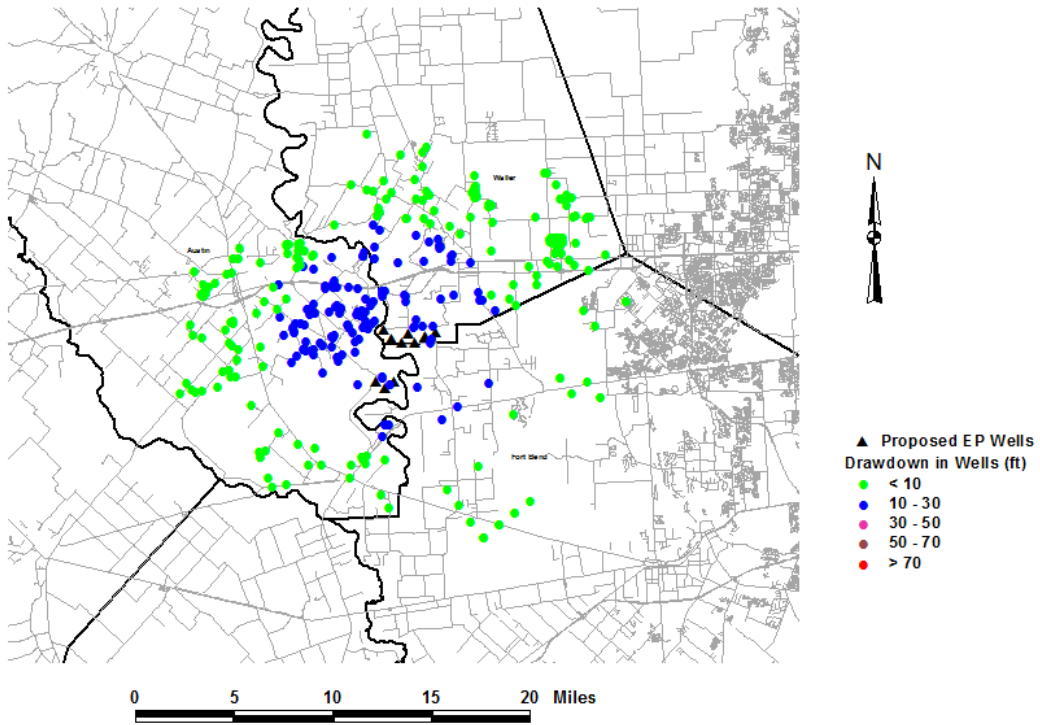 Waller
N
Austin
Fort Bend
▲ Proposed EP Wells
Drawdown in Wells (ft)
< 10
10 - 30
30 - 50
50 - 70
> 70
0 5 10 15 20 Miles